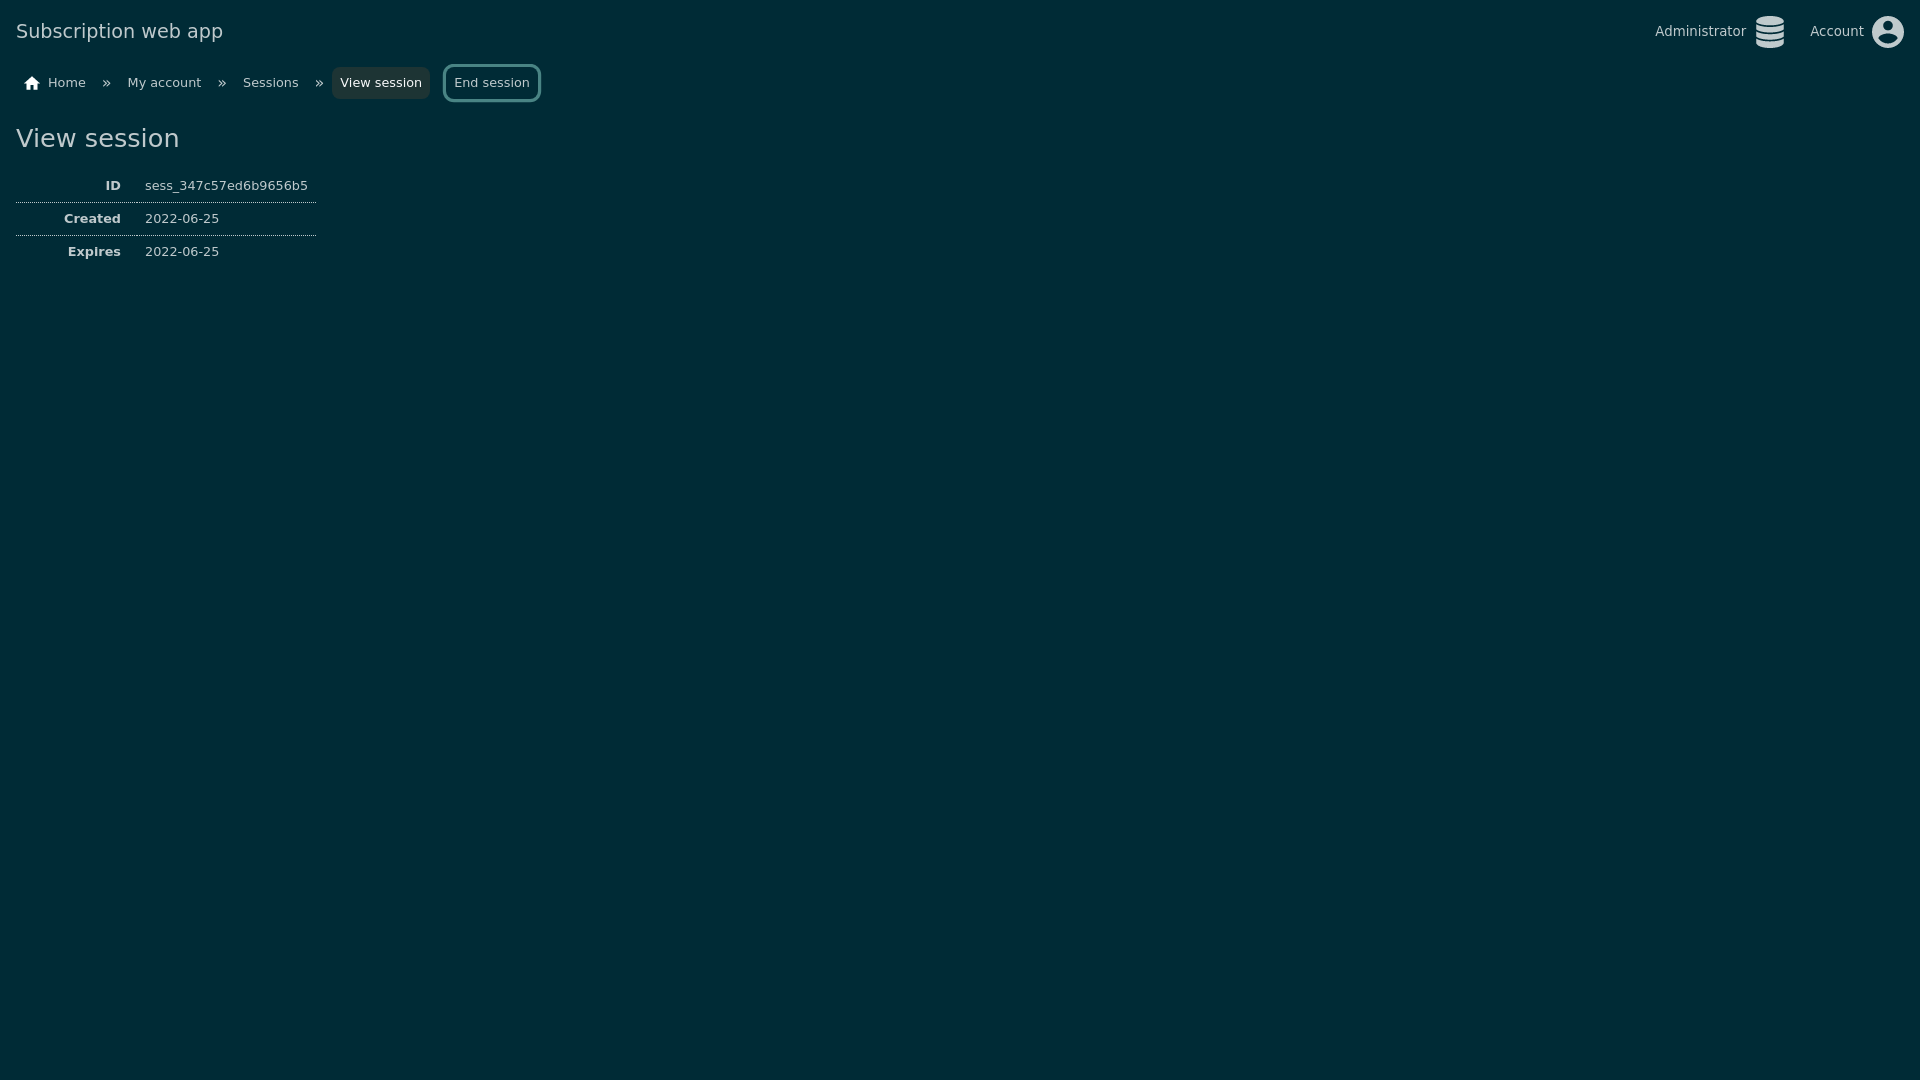 Subscription web app
Administrator
Account
Home » My account » Sessions » View session End session
View session
ID sess_347c57ed6b9656b5
Created 2022-06-25
Expires 2022-06-25